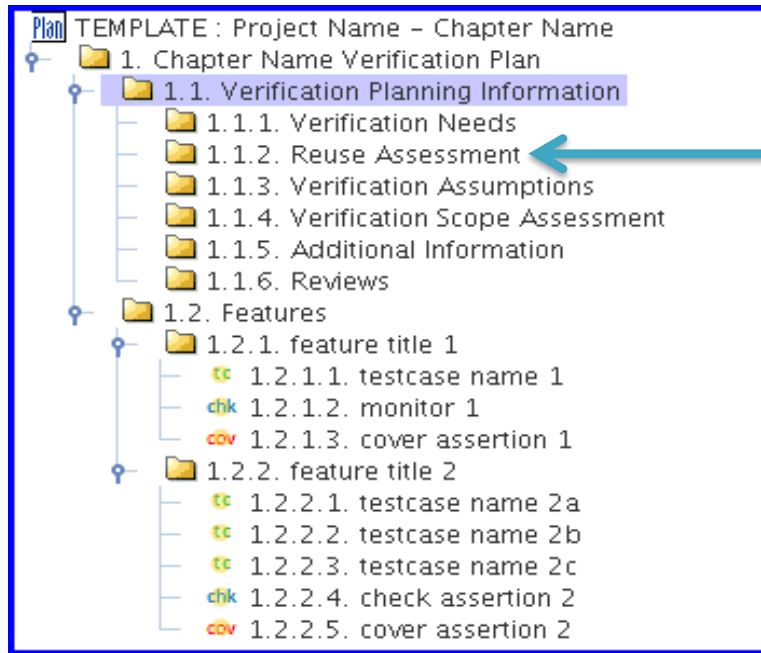 Plan TEMPLATE : Project Name – Chapter Name
1. Chapter Name Verification Plan
1.1. Verification Planning Information
1.1.1. Verification Needs
1.1.2. Reuse Assessment
1.1.3. Verification Assumptions
1.1.4. Verification Scope Assessment
1.1.5. Additional Information
1.1.6. Reviews
1.2. Features
1.2.1. feature title 1
tc 1.2.1.1. testcase name 1
chk 1.2.1.2. monitor 1
cov 1.2.1.3. cover assertion 1
1.2.2. feature title 2
tc 1.2.2.1. testcase name 2a
tc 1.2.2.2. testcase name 2b
tc 1.2.2.3. testcase name 2c
chk 1.2.2.4. check assertion 2
cov 1.2.2.5. cover assertion 2